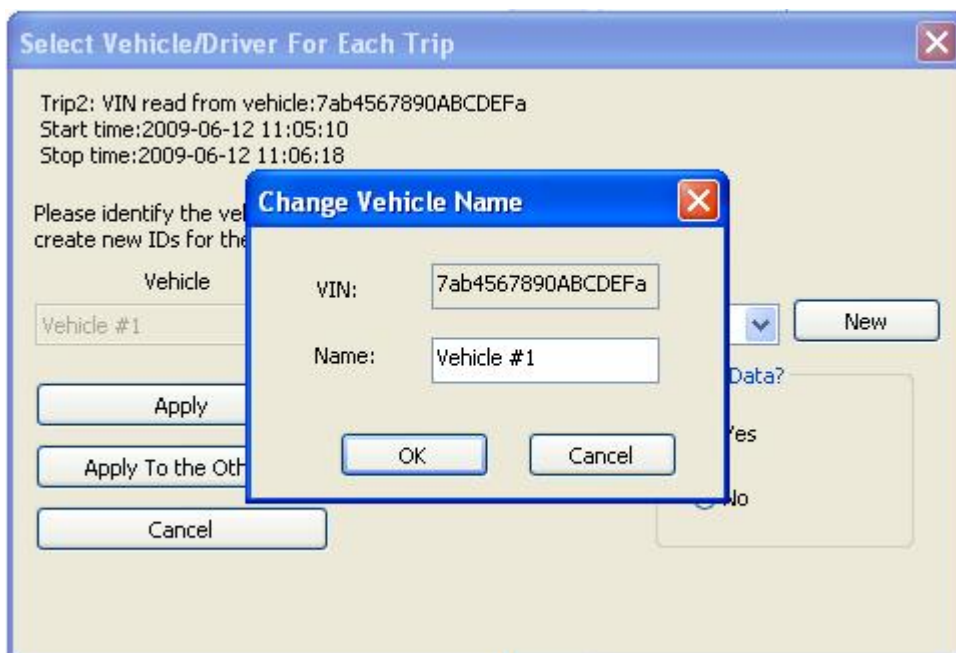 Select Vehicle/Driver For Each Trip
Trip2: VIN read from vehicle:7ab4567890ABCDEFa
Start time:2009-06-12 11:05:10
Stop time:2009-06-12 11:06:18
Please identify the
create new IDs for the
Change Vehicle Name
VIN:
7ab4567890ABCDEFa
Name:
Vehicle #1
OK
Cancel
Vehicle
Vehicle #1
New
Data?
Yes
No
Apply
Apply To the
Cancel